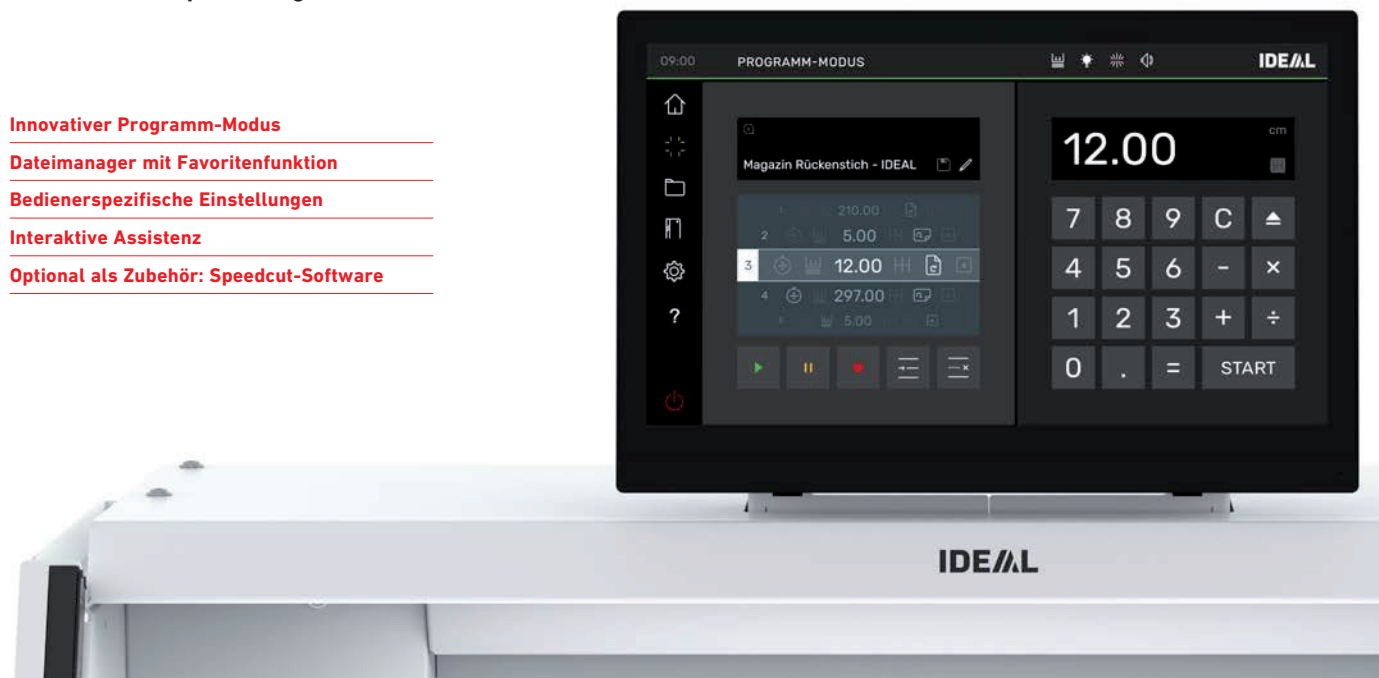 Innovativer Programm-Modus
Dateimanager mit Favoritenfunktion
Bedienerspezifische Einstellungen
Interaktive Assistenz
Optional als Zubehör: Speedcut-Software
09:00 PROGRAMM-MODUS IDEAL
Magazin Rückenstich - IDEAL
1 210.00
2 5.00
3 12.00
4 297.00
5.00
?
12.00 cm
7 8 9 C
4 5 6 - ×
1 2 3 + ÷
0 . = START
IDEAL